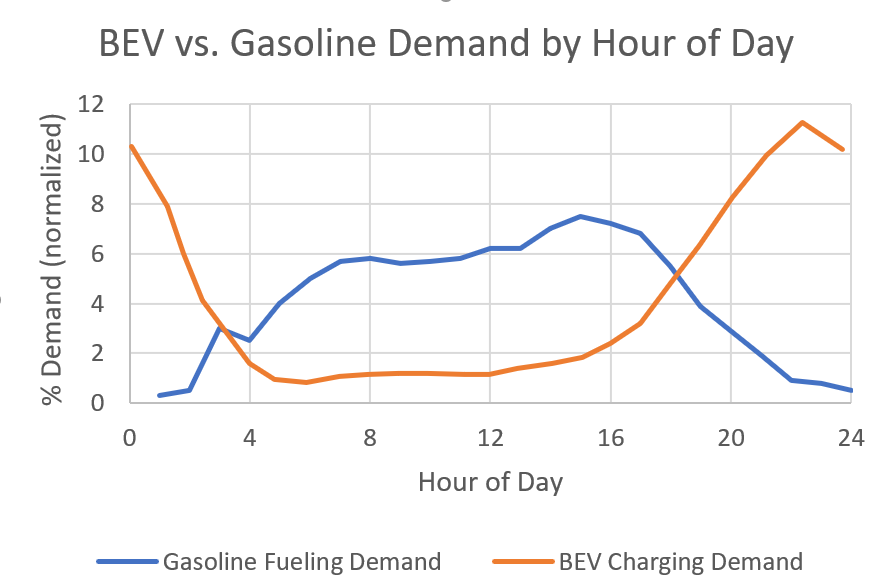 BEV vs. Gasoline Demand by Hour of Day
% Demand (normalized)
12
10
8
6
4
2
0
0 4 8 12 16 20 24
Hour of Day
Gasoline Fueling Demand BEV Charging Demand